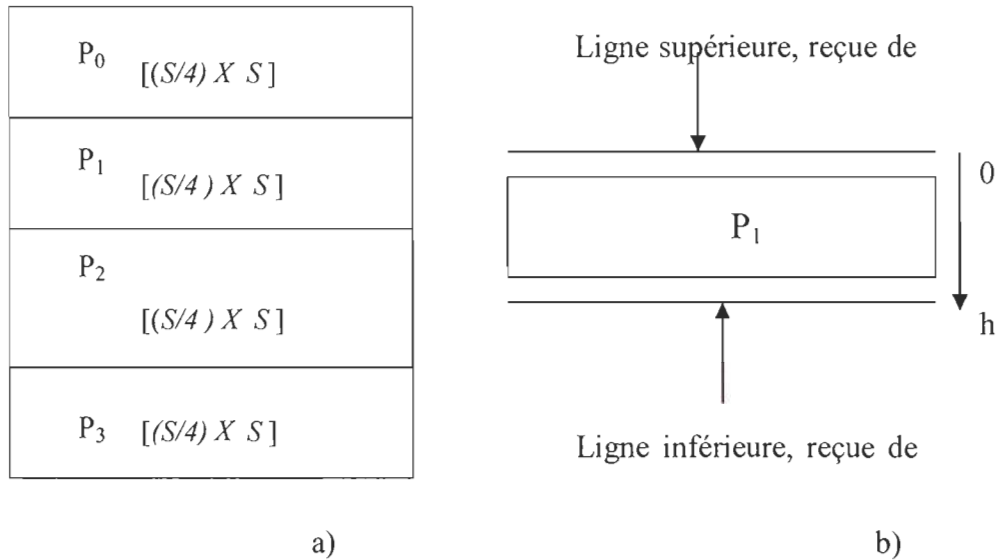 P₀ [(S/4) X S]
P₁ [(S/4 ) X S]
P₂
[(S/4 ) X S]
P₃ [(S/4) X S]
a)
Ligne supérieure, reçue de
0
P₁
h
Ligne inférieure, reçue de
b)